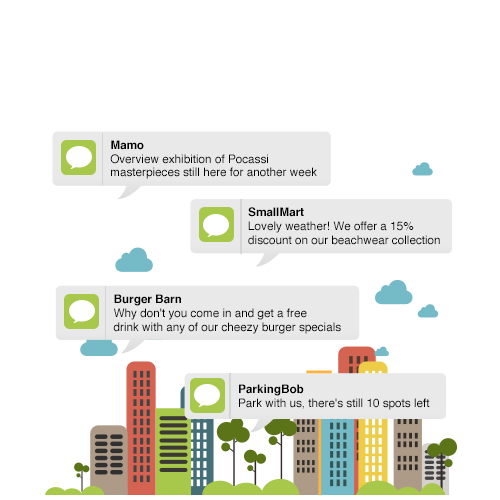 Mamo
Overview exhibition of Pocassi
masterpieces still here for another week
SmallMart
Lovely weather! We offer a 15%
discount on our beachwear collection
Burger Barn
Why don't you come in and get a free
drink with any of our cheezy burger specials
ParkingBob
Park with us, there's still 10 spots left